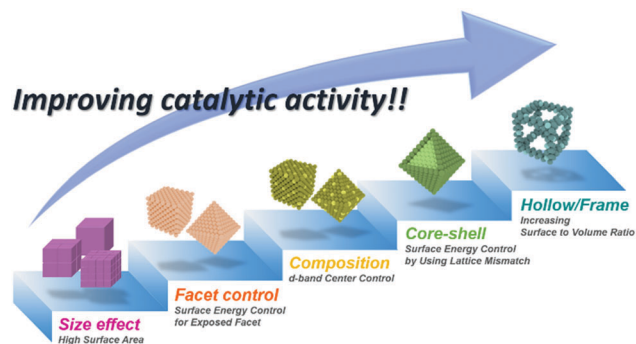 Improving catalytic activity!!
Hollow/Frame
Increasing
Surface to Volume Ratio
Core-shell
Surface Energy Control
by Using Lattice Mismatch
Composition
d-band Center Control
Facet control
Surface Energy Control
for Exposed Facet
Size effect
High Surface Area